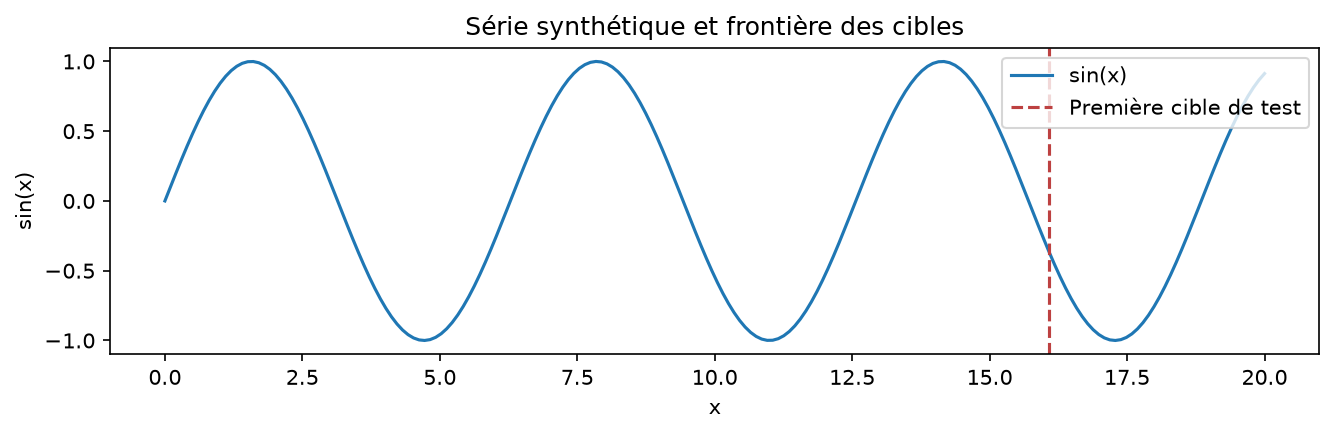 Série synthétique et frontière des cibles
1.0
0.5
0.0
−0.5
−1.0
sin(x)
sin(x)
Première cible de test
0.0 2.5 5.0 7.5 10.0 12.5 15.0 17.5 20.0
x